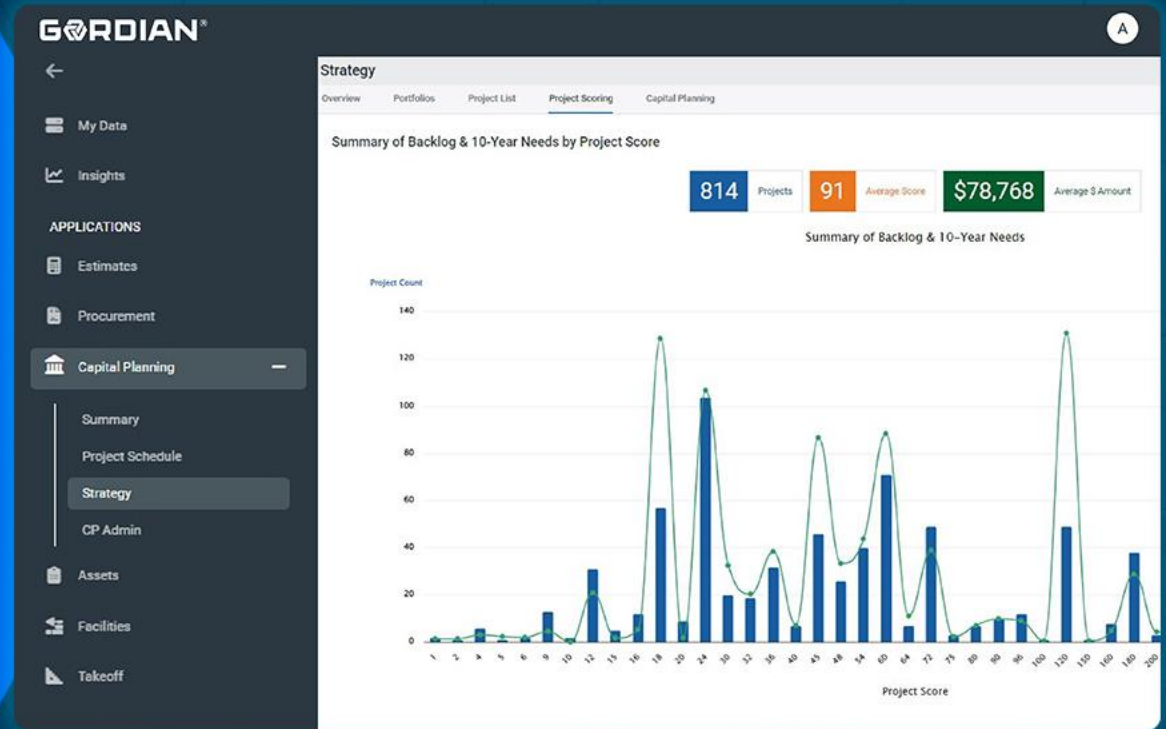 GORDIAN®
A
My Data
Insights
APPLICATIONS
Estimates
Procurement
Capital Planning
Summary
Project Schedule
Strategy
CP Admin
Assets
Facilities
Takeoff
Strategy
Overview Portfolios Project List Project Scoring Capital Planning
Summary of Backlog & 10-Year Needs by Project Score
814 Projects 91 Average Score $78,768 Average $ Amount
Summary of Backlog & 10-Year Needs
Project Count
140
120
100
80
60
40
20
0
1 2 4 5 6 9 10 12 15 16 18 20 24 30 32 36 40 45 48 54 60 64 72 75 80 90 96 100 120 150 160 180 200
Project Score